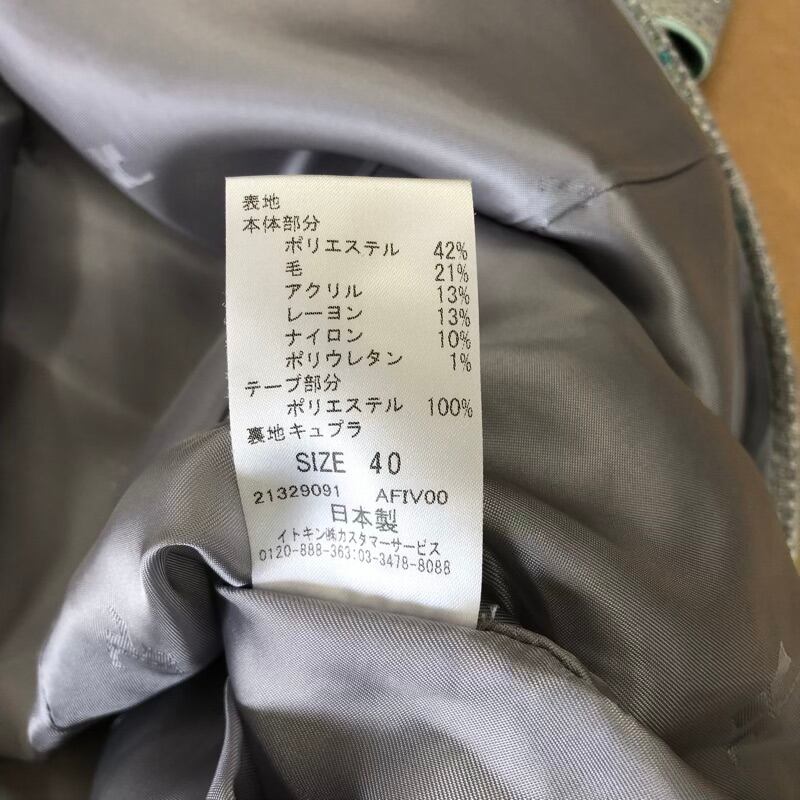 表地
本体部分
ポリエステル 42%
毛 21%
アクリル 13%
レーヨン 13%
ナイロン 10%
ポリウレタン 1%
テープ部分
ポリエステル 100%
裏地キュプラ
SIZE 40
21329091 AFIV00
日本製
イトキン㈱カスタマーサービス
0120-888-363:03-3478-8088